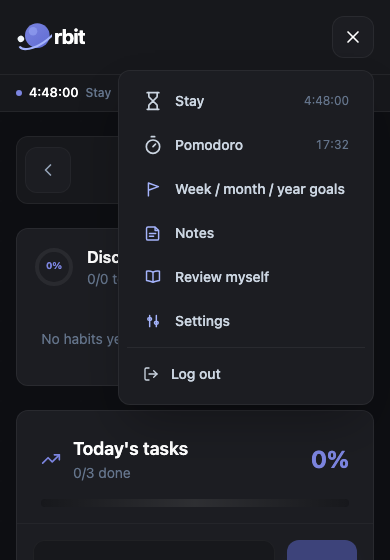 rbit
4:48:00 Stay
Stay 4:48:00
Pomodoro 17:32
Week / month / year goals
Notes
0% Disc
0/0 t
Review myself
Settings
No habits ye
Log out
Today's tasks
0/3 done
0%